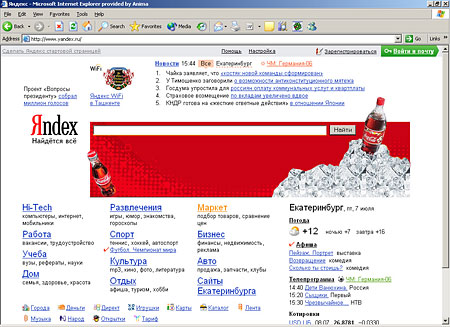 Яндекс - Microsoft Internet Explorer provided by Anima
File Edit View Favorites Tools Help
Back Search Favorites Media
Address http://www.yandex.ru/ Go Links
Сделать Яндекс стартовой страницей Помощь Настройка Зарегистрироваться Войти в почту
Новости 15:44 Все Екатеринбург ЧМ: Германия-06
1. Чайка заявляет, что «костяк новой команды сформирован»
2. У Тимошенко заговорили о возможности антиконституционного мятежа
3. Госдума упростила для россиян оплату коммунальных услуг и квартплаты
4. Страховое возмещение по вкладам увеличено вдвое
5. КНДР готова на «жесткие ответные действия» в отношении Японии
Проект «Вопросы президенту» собрал миллион голосов
WiFi
Яндекс WiFi в Ташкенте
Яndex
Найдётся всё
Найти
Hi-Tech
компьютеры, интернет, мобильники
Работа
вакансии, трудоустройство
Учеба
вузы, рефераты, науки
Дом
семья, здоровье, красота
Развлечения
игры, юмор, знакомства, гороскопы
Спорт
теннис, хоккей, автоспорт
Футбол. Чемпионат мира
Культура
mp3, кино, фото, литература
Отдых
афиша, туризм, хобби
Маркет
подбор товаров, сравнение цен
Бизнес
финансы, недвижимость, реклама
Авто
продажа, запчасти, клубы
Сайты Екатеринбурга
Екатеринбург, пт, 7 июля
Погода
+12 ночью +7 завтра +16
Афиша
Пейзаж. Портрет выставка
Возвращение комедия
Сколько ты стоишь? комедия
Телепрограмма ЧМ: Германия-06
14:40 Дети Ванюхина. Россия
15:20 Сыщики. Первый
15:30 Чрезвычайное... НТВ
Котировки
USD ЦБ 08.07 26,8781 -0,0330
Города Деньги Директ Игрушки Карты Каталог Лента
Музыка Народ Открытки Тариф